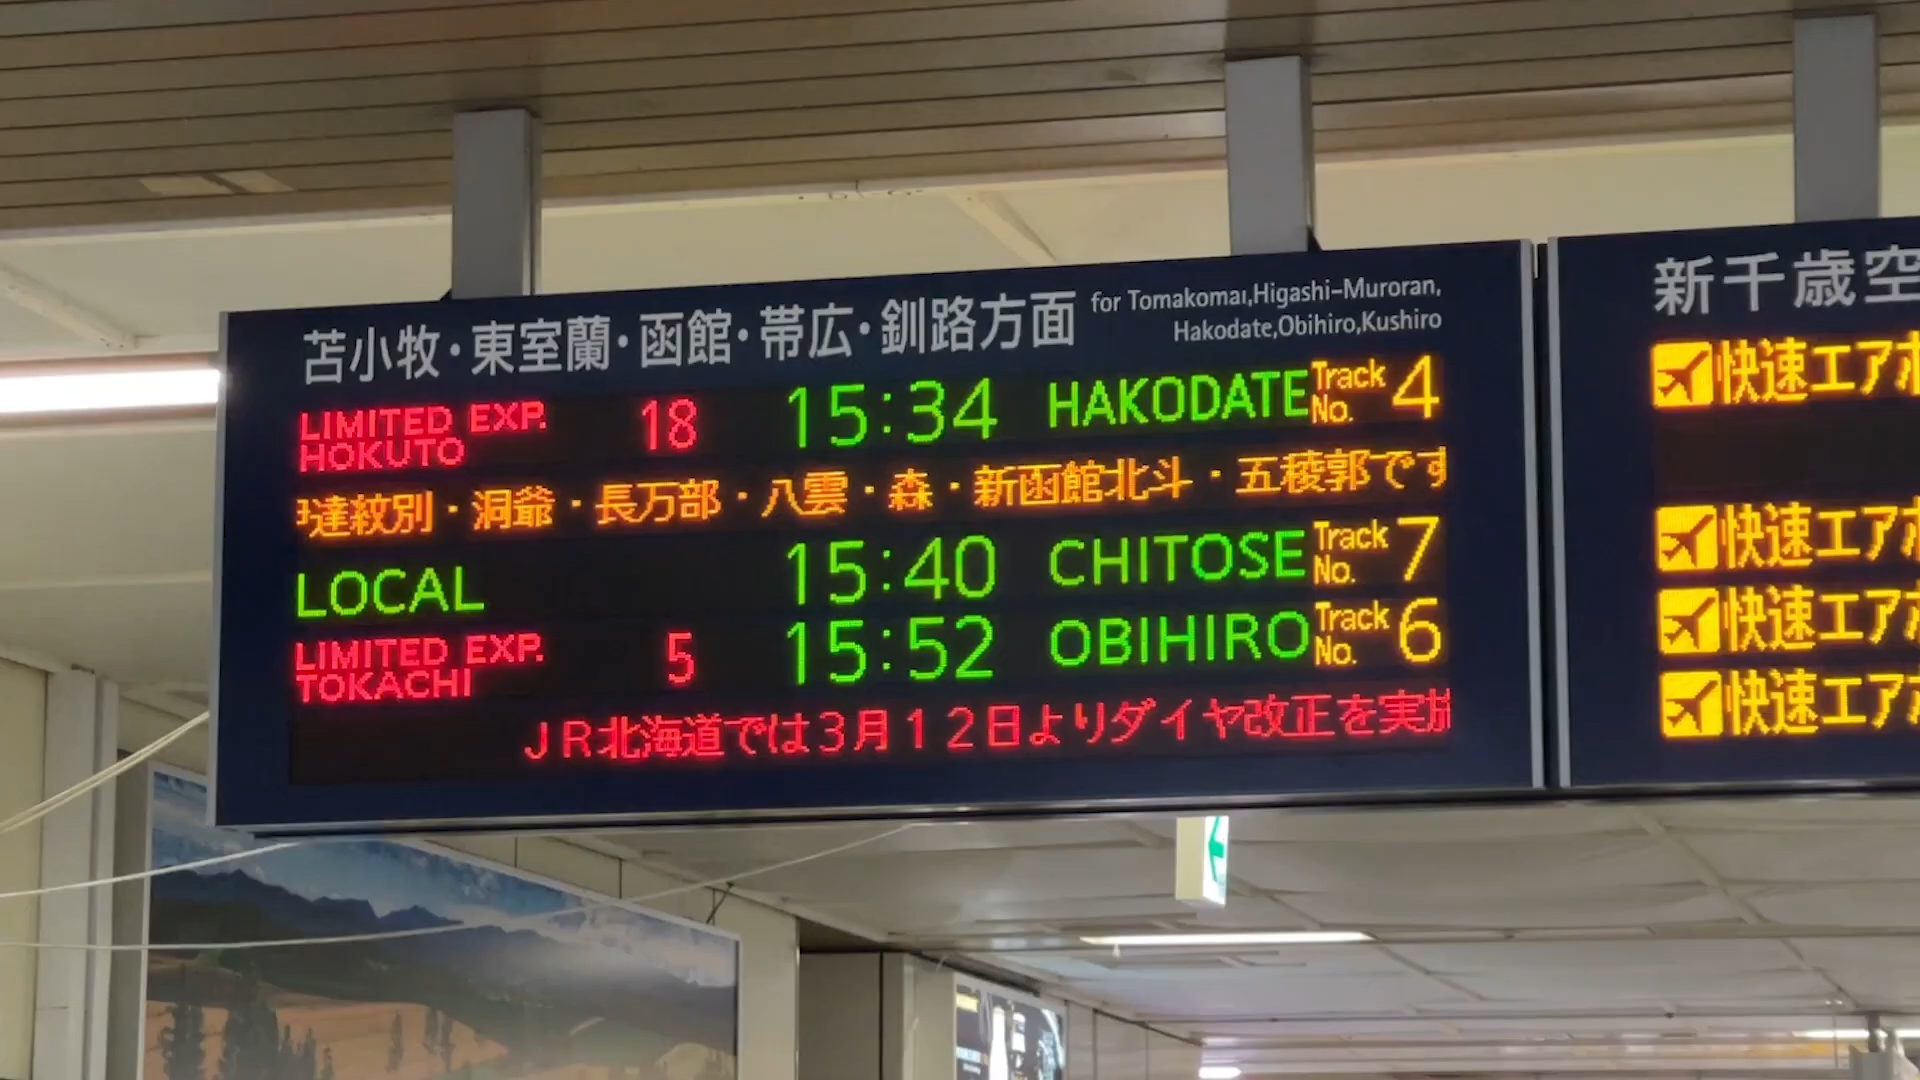 苫小牧・東室蘭・函館・帯広・釧路方面
for Tomakomai,Higashi-Muroran,
Hakodate,Obihiro,Kushiro
LIMITED EXP. HOKUTO 18 15:34 HAKODATE Track No. 4
達紋別・洞爺・長万部・八雲・森・新函館北斗・五稜郭です
LOCAL 15:40 CHITOSE Track No. 7
LIMITED EXP. TOKACHI 5 15:52 OBIHIRO Track No. 6
JR北海道では3月12日よりダイヤ改正を実施
新千歳空
快速エア
快速エア
快速エア
快速エア